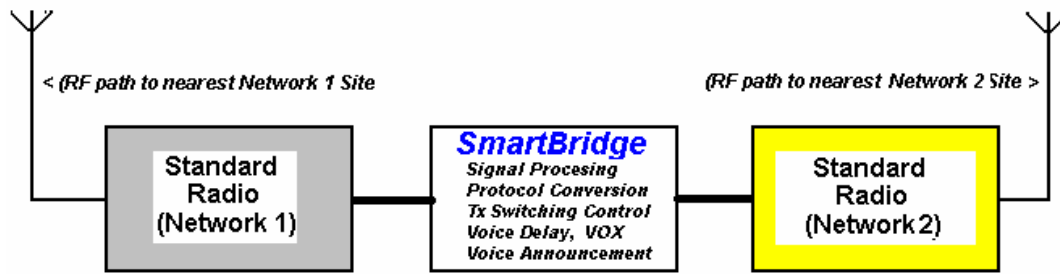 < (RF path to nearest Network 1 Site
(RF path to nearest Network 2 Site >
Standard
Radio
(Network 1)
SmartBridge
Signal Procesing
Protocol Conversion
Tx Switching Control
Voice Delay, VOX
Voice Announcement
Standard
Radio
(Network 2)